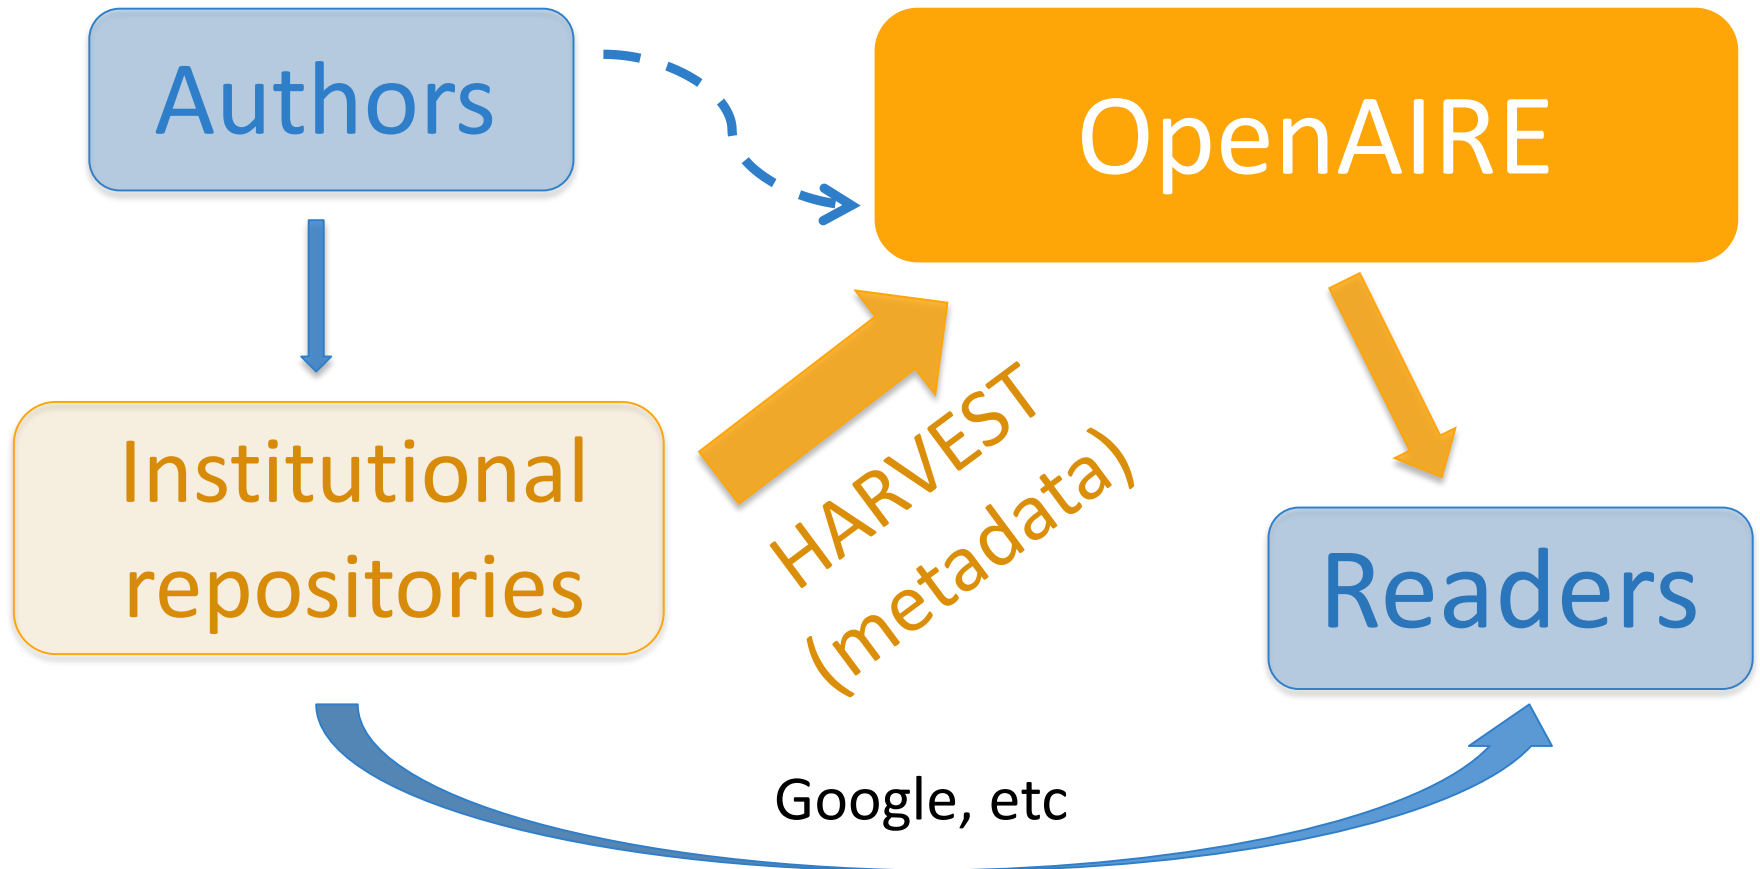 Authors
OpenAIRE
Institutional
repositories
HARVEST
(metadata)
Readers
Google, etc